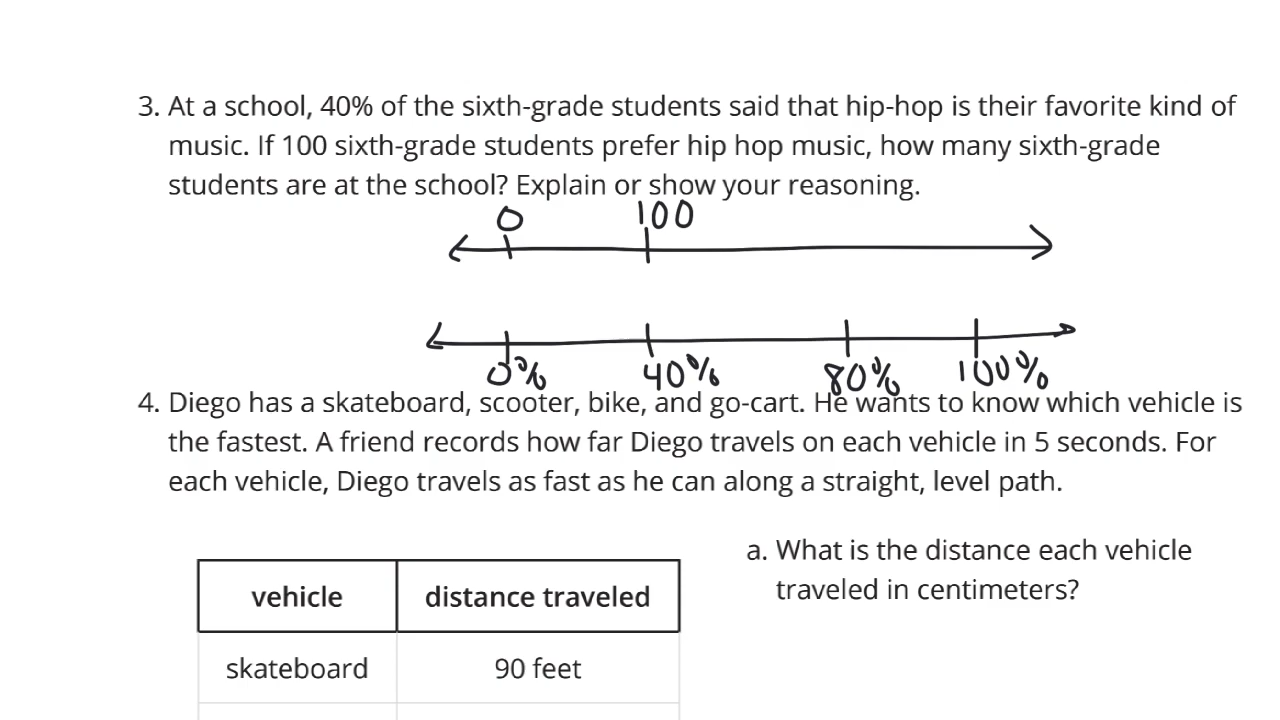 3. At a school, 40% of the sixth-grade students said that hip-hop is their favorite kind of
music. If 100 sixth-grade students prefer hip hop music, how many sixth-grade
students are at the school? Explain or show your reasoning.
0 100
0% 40% 80% 100%
4. Diego has a skateboard, scooter, bike, and go-cart. He wants to know which vehicle is
the fastest. A friend records how far Diego travels on each vehicle in 5 seconds. For
each vehicle, Diego travels as fast as he can along a straight, level path.
a. What is the distance each vehicle
traveled in centimeters?
vehicle distance traveled
skateboard 90 feet